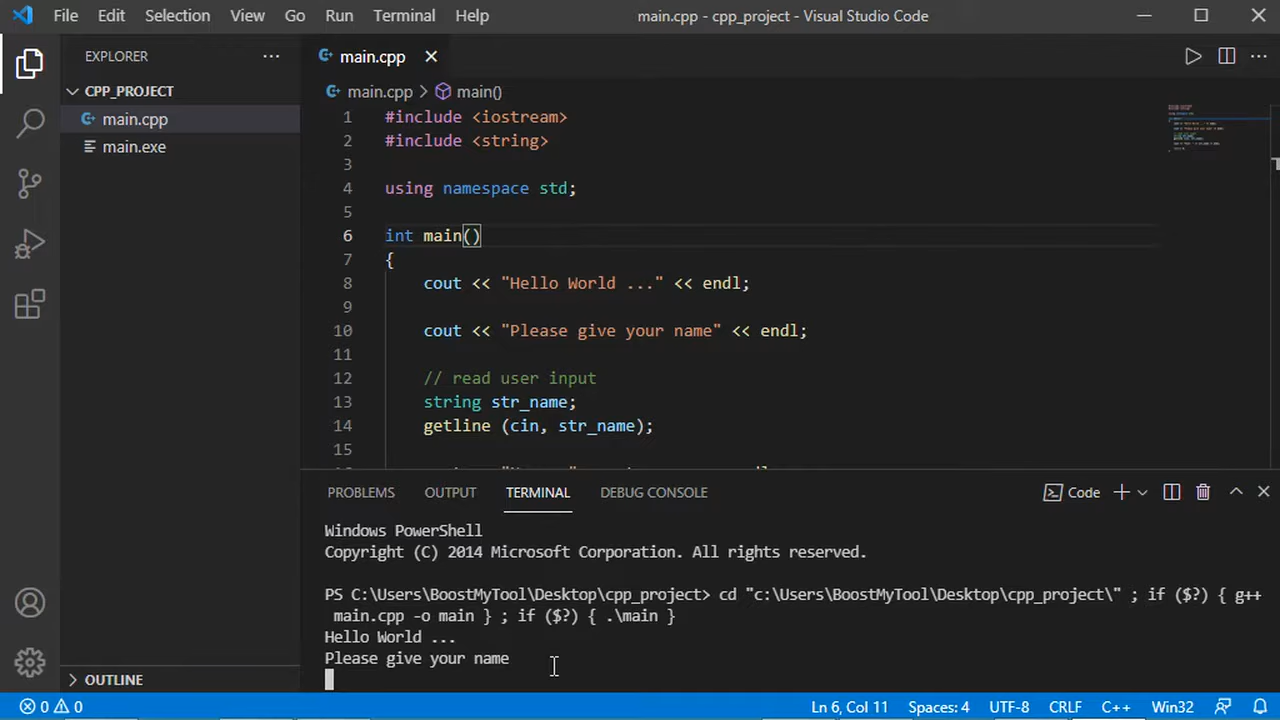 File Edit Selection View Go Run Terminal Help main.cpp - cpp_project - Visual Studio Code
EXPLORER ...
CPP_PROJECT
main.cpp
main.exe
OUTLINE
main.cpp
main.cpp > main()
1 #include <iostream>
2 #include <string>
3
4 using namespace std;
5
6 int main()
7 {
8 cout << "Hello World ..." << endl;
9
10 cout << "Please give your name" << endl;
11
12 // read user input
13 string str_name;
14 getline (cin, str_name);
15
PROBLEMS OUTPUT TERMINAL DEBUG CONSOLE Code
Windows PowerShell
Copyright (C) 2014 Microsoft Corporation. All rights reserved.
PS C:\Users\BoostMyTool\Desktop\cpp_project> cd "c:\Users\BoostMyTool\Desktop\cpp_project\" ; if ($?) { g++
main.cpp -o main } ; if ($?) { .\main }
Hello World ...
Please give your name
0 0 Ln 6, Col 11 Spaces: 4 UTF-8 CRLF C++ Win32